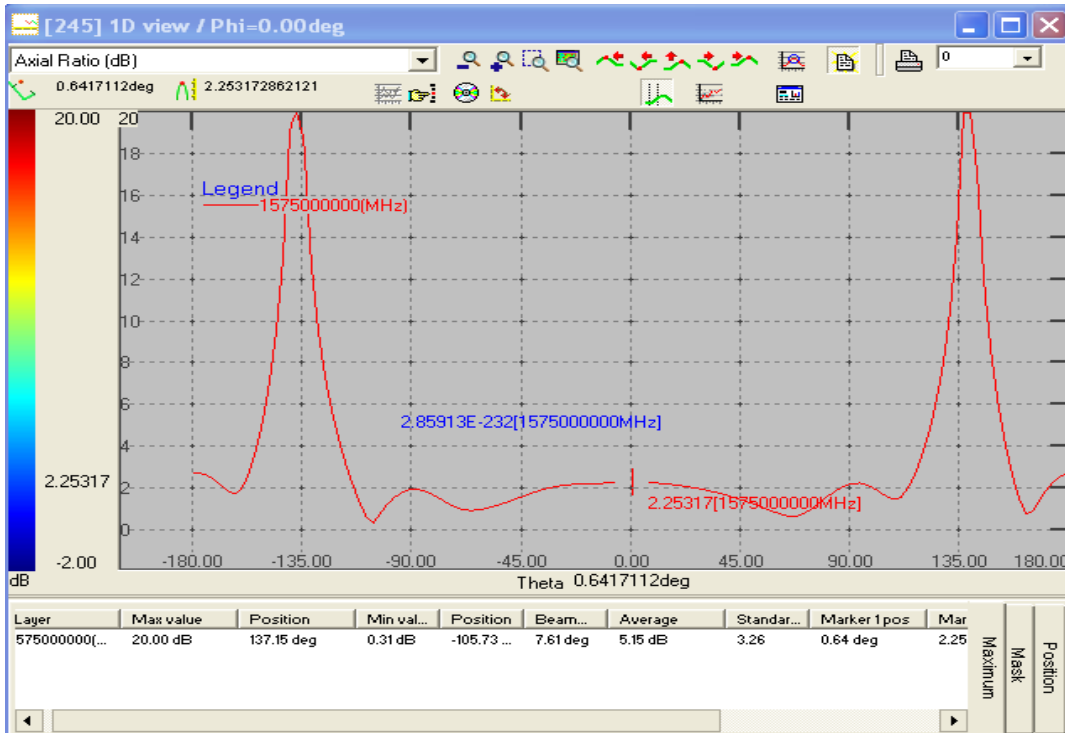 [245] 1D view / Phi=0.00deg
Axial Ratio (dB)
0
0.6417112deg 2.253172862121
20.00 20
18
Legend
16
1575000000(MHz)
14
12
10
8
6
2.85913E-232[1575000000MHz]
4
2.25317
2
2.25317[1575000000MHz]
0
-2.00 -180.00 -135.00 -90.00 -45.00 0.00 45.00 90.00 135.00 180.00
dB
Theta 0.6417112deg
Layer Max value Position Min val... Position Beam... Average Standar... Marker 1 pos Mar
575000000(... 20.00 dB 137.15 deg 0.31 dB -105.73 ... 7.61 deg 5.15 dB 3.26 0.64 deg 2.25
Maximum
Mask
Position